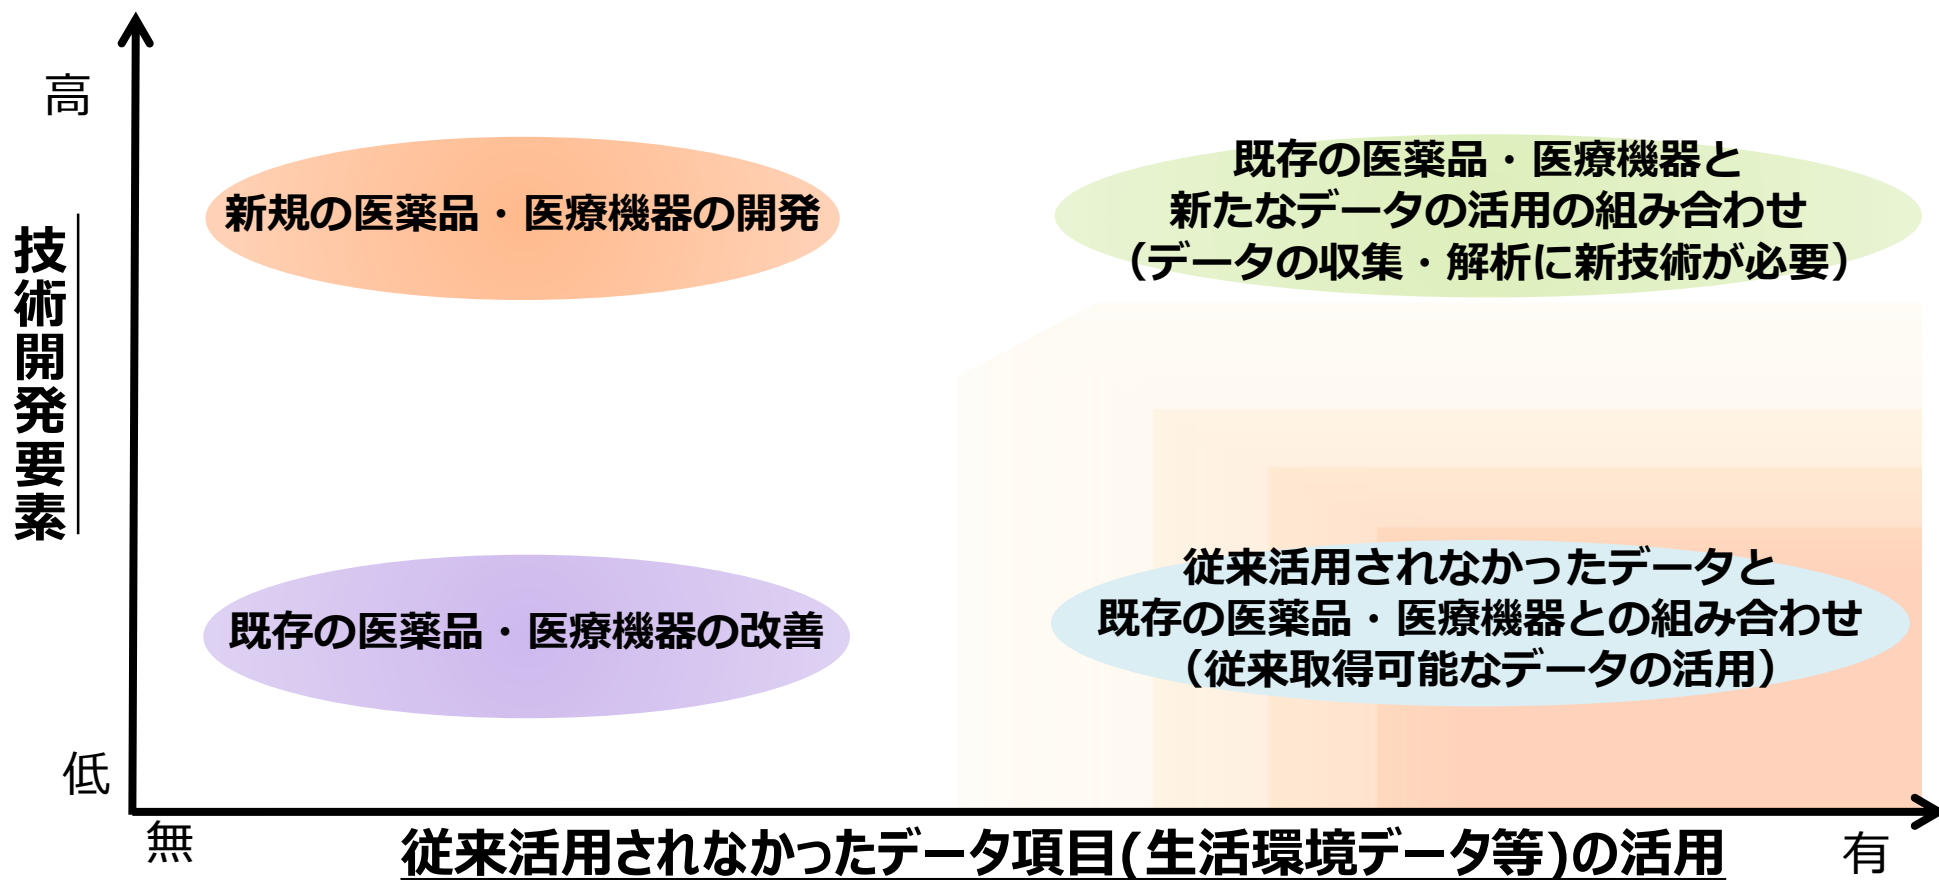 高
技術開発要素
新規の医薬品・医療機器の開発
既存の医薬品・医療機器と
新たなデータの活用の組み合わせ
（データの収集・解析に新技術が必要）
既存の医薬品・医療機器の改善
従来活用されなかったデータと
既存の医薬品・医療機器との組み合わせ
（従来取得可能なデータの活用）
低
無
従来活用されなかったデータ項目(生活環境データ等)の活用
有